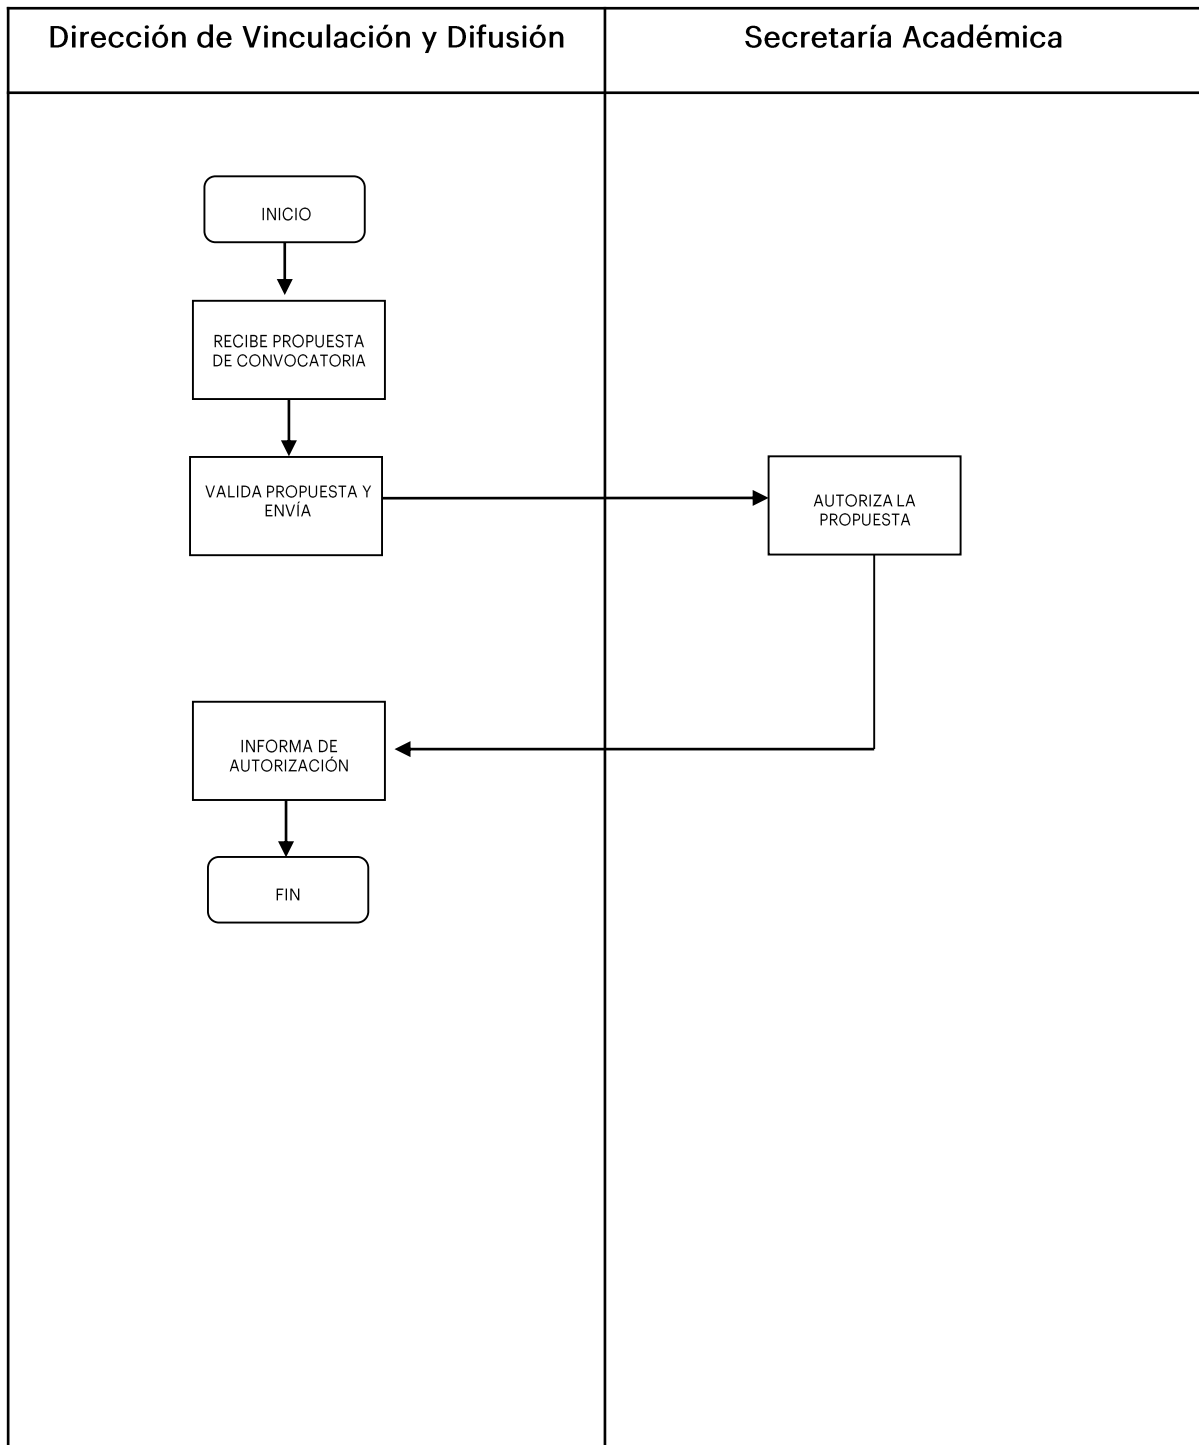 Dirección de Vinculación y Difusión
Secretaría Académica
INICIO
RECIBE PROPUESTA
DE CONVOCATORIA
VALIDA PROPUESTA Y
ENVÍA
AUTORIZA LA
PROPUESTA
INFORMA DE
AUTORIZACIÓN
FIN